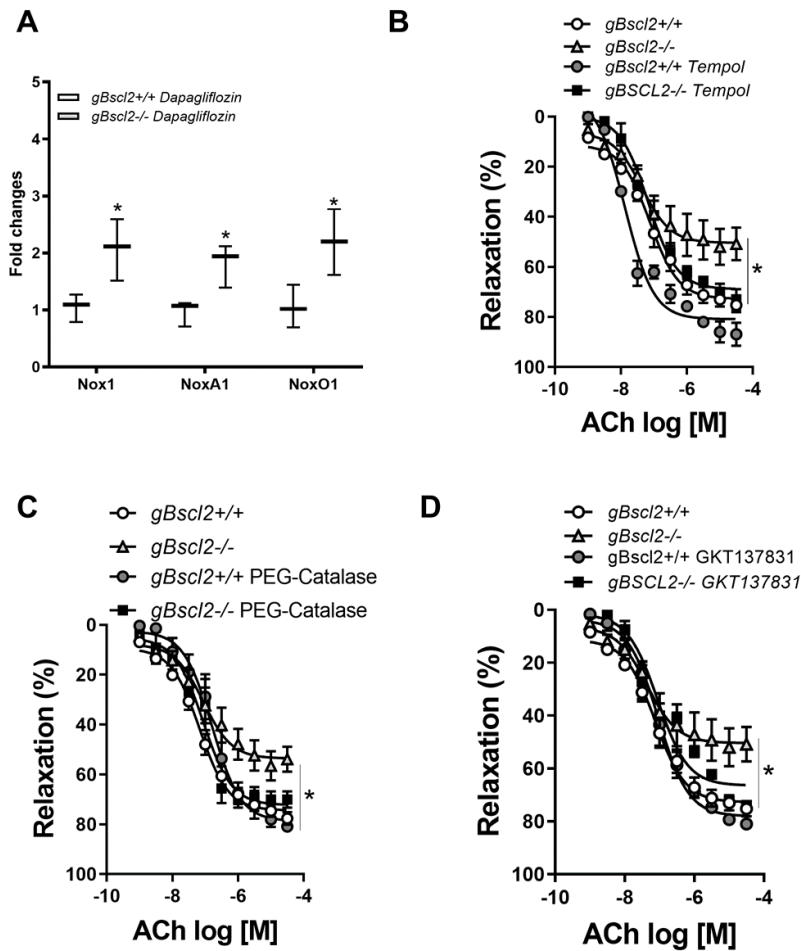 A
gBscl2+/+ Dapagliflozin
gBscl2-/- Dapagliflozin
Fold changes
5
4
3
2
1
0
*
*
*
Nox1
NoxA1
NoxO1
B
gBscl2+/+
gBscl2-/-
gBscl2+/+ Tempol
gBSCL2-/- Tempol
Relaxation (%)
0
20
40
60
80
100
*
-10
-8
-6
-4
ACh log [M]
C
gBscl2+/+
gBscl2-/-
gBscl2+/+ PEG-Catalase
gBscl2-/- PEG-Catalase
Relaxation (%)
0
20
40
60
80
100
*
-10
-8
-6
-4
ACh log [M]
D
gBscl2+/+
gBscl2-/-
gBscl2+/+ GKT137831
gBSCL2-/- GKT137831
Relaxation (%)
0
20
40
60
80
100
*
-10
-8
-6
-4
ACh log [M]